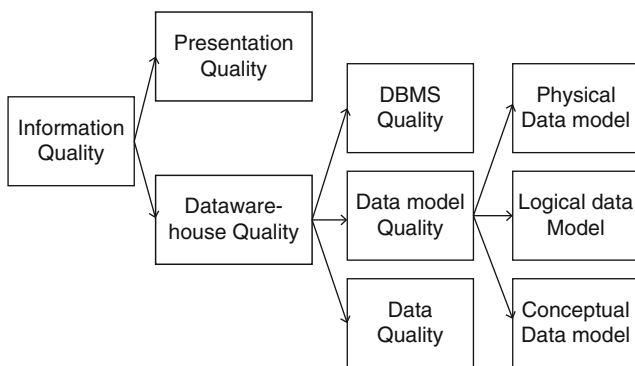 Presentation
Quality
Information
Quality
Dataware-
house Quality
DBMS
Quality
Data model
Quality
Data
Quality
Physical
Data model
Logical data
Model
Conceptual
Data model